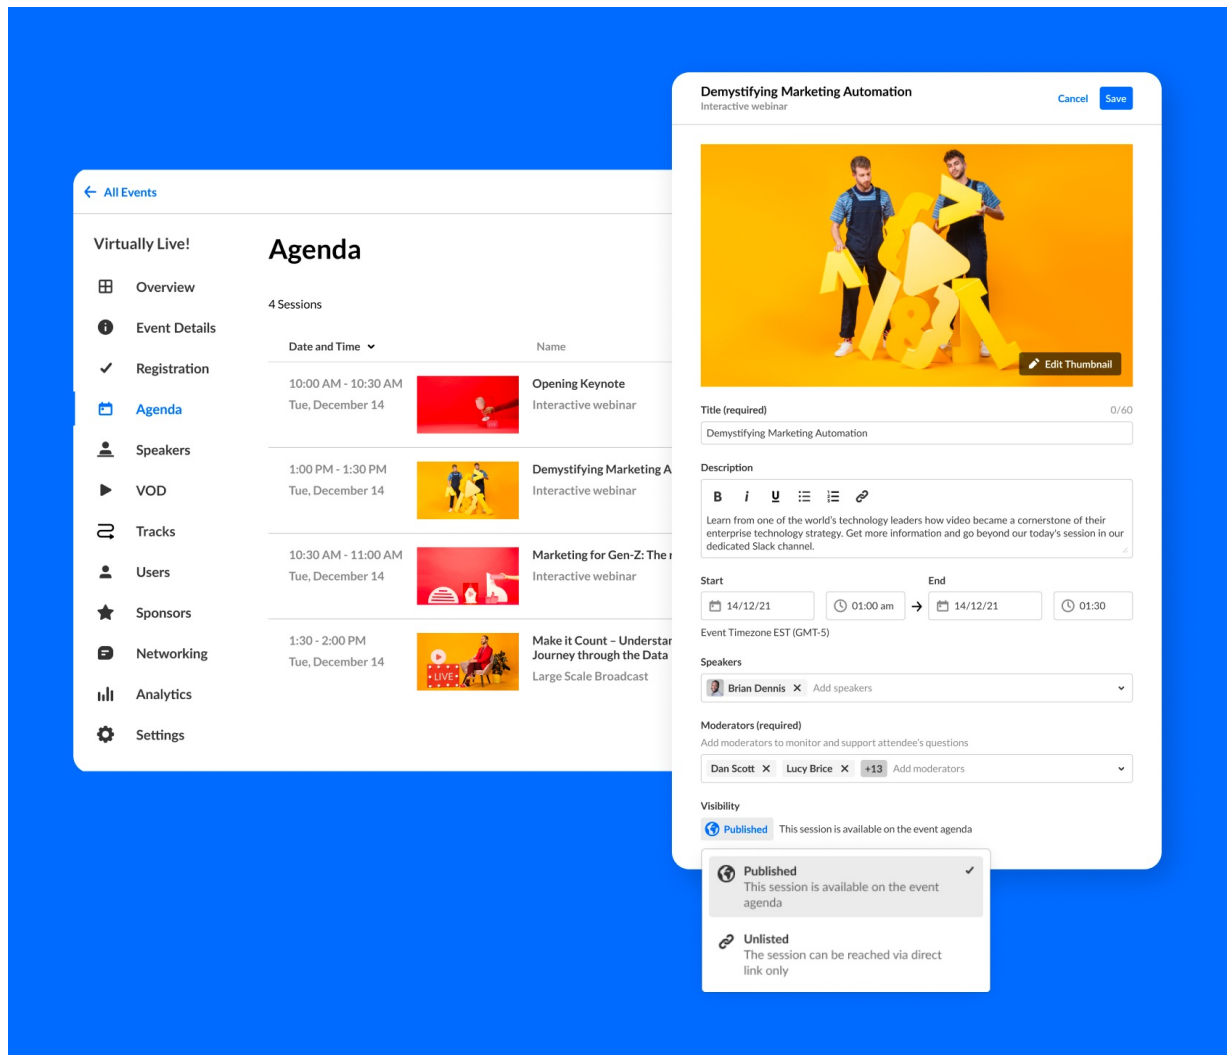 All Events
Virtually Live!
Overview
Event Details
Registration
Agenda
Speakers
VOD
Tracks
Users
Sponsors
Networking
Analytics
Settings
Agenda
4 Sessions
Date and Time
Name
10:00 AM - 10:30 AM
Tue, December 14
Opening Keynote
Interactive webinar
1:00 PM - 1:30 PM
Tue, December 14
Demystifying Marketing A
Interactive webinar
10:30 AM - 11:00 AM
Tue, December 14
Marketing for Gen-Z: The r
Interactive webinar
1:30 - 2:00 PM
Tue, December 14
LIVE
Make it Count – Understan
Journey through the Data
Large Scale Broadcast
Demystifying Marketing Automation
Interactive webinar
Cancel
Save
Edit Thumbnail
Title (required)
0/60
Demystifying Marketing Automation
Description
B i U
Learn from one of the world's technology leaders how video became a cornerstone of their
enterprise technology strategy. Get more information and go beyond our today's session in our
dedicated Slack channel.
Start
End
14/12/21
01:00 am
14/12/21
01:30
Event Timezone EST (GMT-5)
Speakers
Brian Dennis
Add speakers
Moderators (required)
Add moderators to monitor and support attendee's questions
Dan Scott
Lucy Brice
+13
Add moderators
Visibility
Published
This session is available on the event agenda
Published
This session is available on the event
agenda
Unlisted
The session can be reached via direct
link only